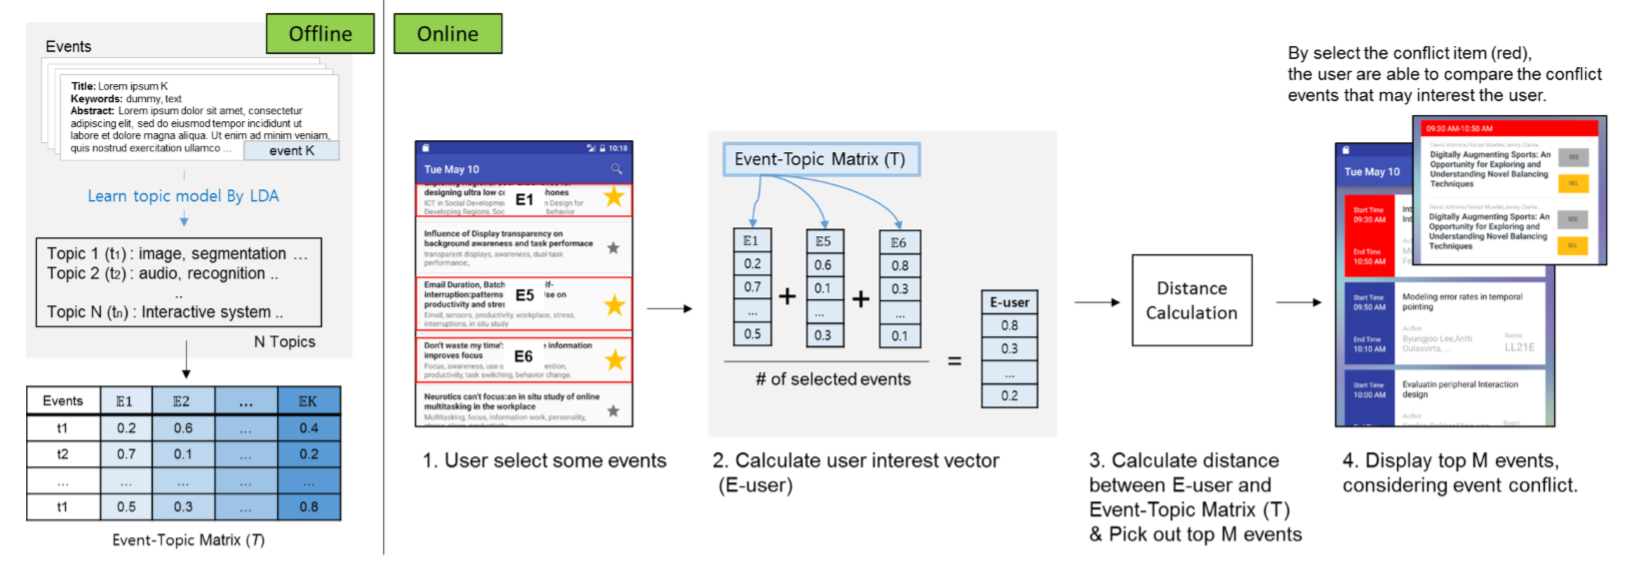 Offline
Events
Title: Lorem ipsum K
Keywords: dummy, text
Abstract: Lorem ipsum dolor sit amet, consectetur
adipiscing elit, sed do eiusmod tempor incididunt ut
labore et dolore magna aliqua. Ut enim ad minim veniam,
quis nostrud exercitation ullamco ...
event K
Learn topic model By LDA
Topic 1 (t1) : image, segmentation ...
Topic 2 (t2) : audio, recognition ..
..
Topic N (tn) : Interactive system ..
N Topics
Events E1 E2 ... EK
t1 0.2 0.6 ... 0.4
t2 0.7 0.1 ... 0.2
... ... ... ... ...
t1 0.5 0.3 ... 0.8
Event-Topic Matrix (T)
Online
10:18
Tue May 10
designing ultra low hones
E1
ICT in Social Developme n Design for
Developing Regions, Soc behavior
Influence of Display transparency on
background awareness and task performace
transparent displays, awareness, dual-task
performance,
Email Duration, Batch lf-
interruption:patterns se on
E5
productivity and stre
Email, sensors, productivity, workplace, stress,
interruptions, in situ study
Don't waste my time': information
improves focus
E6
Focus, awareness, use ention,
productivity, task switching, behavior change.
Neurotics can't focus:an in situ study of online
multitasking in the workplace
Multitasking, focus, information work, personality,
1. User select some events
Event-Topic Matrix (T)
E1 E5 E6
0.2 0.6 0.8
0.7 + 0.1 + 0.3
... ... ...
0.5 0.3 0.1
# of selected events
=
E-user
0.8
0.3
...
0.2
2. Calculate user interest vector
(E-user)
Distance
Calculation
3. Calculate distance
between E-user and
Event-Topic Matrix (T)
& Pick out top M events
By select the conflict item (red),
the user are able to compare the conflict
events that may interest the user.
09:30 AM-10:50 AM
Digitally Augmenting Sports: An
Opportunity for Exploring and
Understanding Novel Balancing
Techniques
SEE
SEL
Digitally Augmenting Sports: An
Opportunity for Exploring and
Understanding Novel Balancing
Techniques
SEE
SEL
Tue May 10
Start Time
09:30 AM
End Time
10:50 AM
Int
Int
Start Time
09:50 AM
End Time
10:10 AM
Modeling error rates in temporal
pointing
Author
Byungjoo Lee,Antti
Oulasvirta, ...
Room
LL21E
Start Time
10:00 AM
Evaluatin peripheral Interaction
design
Author
4. Display top M events,
considering event conflict.